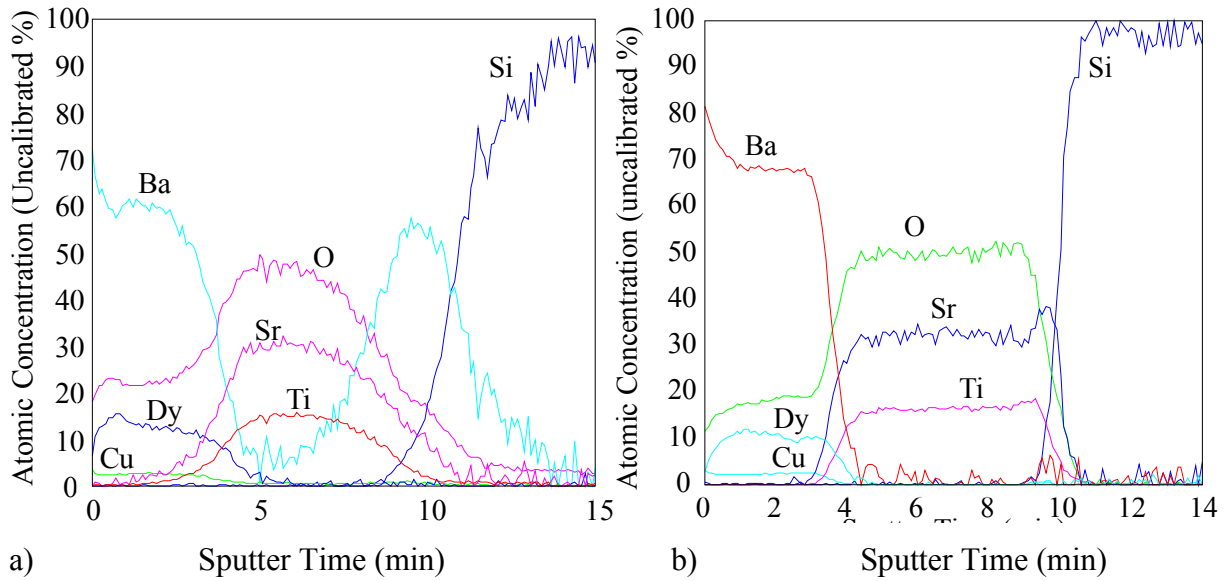 Atomic Concentration (Uncalibrated %)
100
90
80
70
60
50
40
30
20
10
0
Si
Ba
O
Sr
Dy
Ti
Cu
0
5
10
15
a)
Sputter Time (min)
Atomic Concentration (uncalibrated %)
100
90
80
70
60
50
40
30
20
10
0
Si
Ba
O
Sr
Ti
Dy
Cu
0
2
4
6
8
10
12
14
Sputter Time (min)
b)
Sputter Time (min)